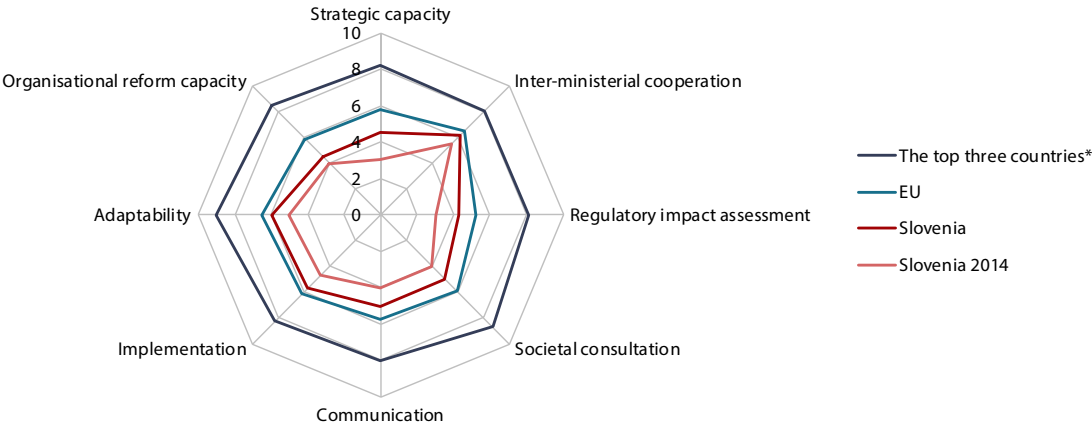 Strategic capacity
10
Organisational reform capacity
8
Inter-ministerial cooperation
6
4
The top three countries*
2
EU
Adaptability
0
Regulatory impact assessment
Slovenia
Slovenia 2014
Implementation
Societal consultation
Communication